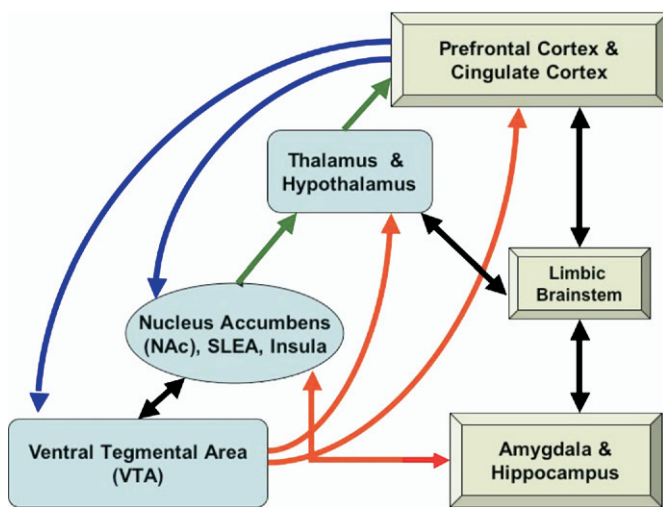 Prefrontal Cortex &
Cingulate Cortex
Thalamus &
Hypothalamus
Limbic
Brainstem
Nucleus Accumbens
(NAc), SLEA, Insula
Ventral Tegmental Area
(VTA)
Amygdala &
Hippocampus